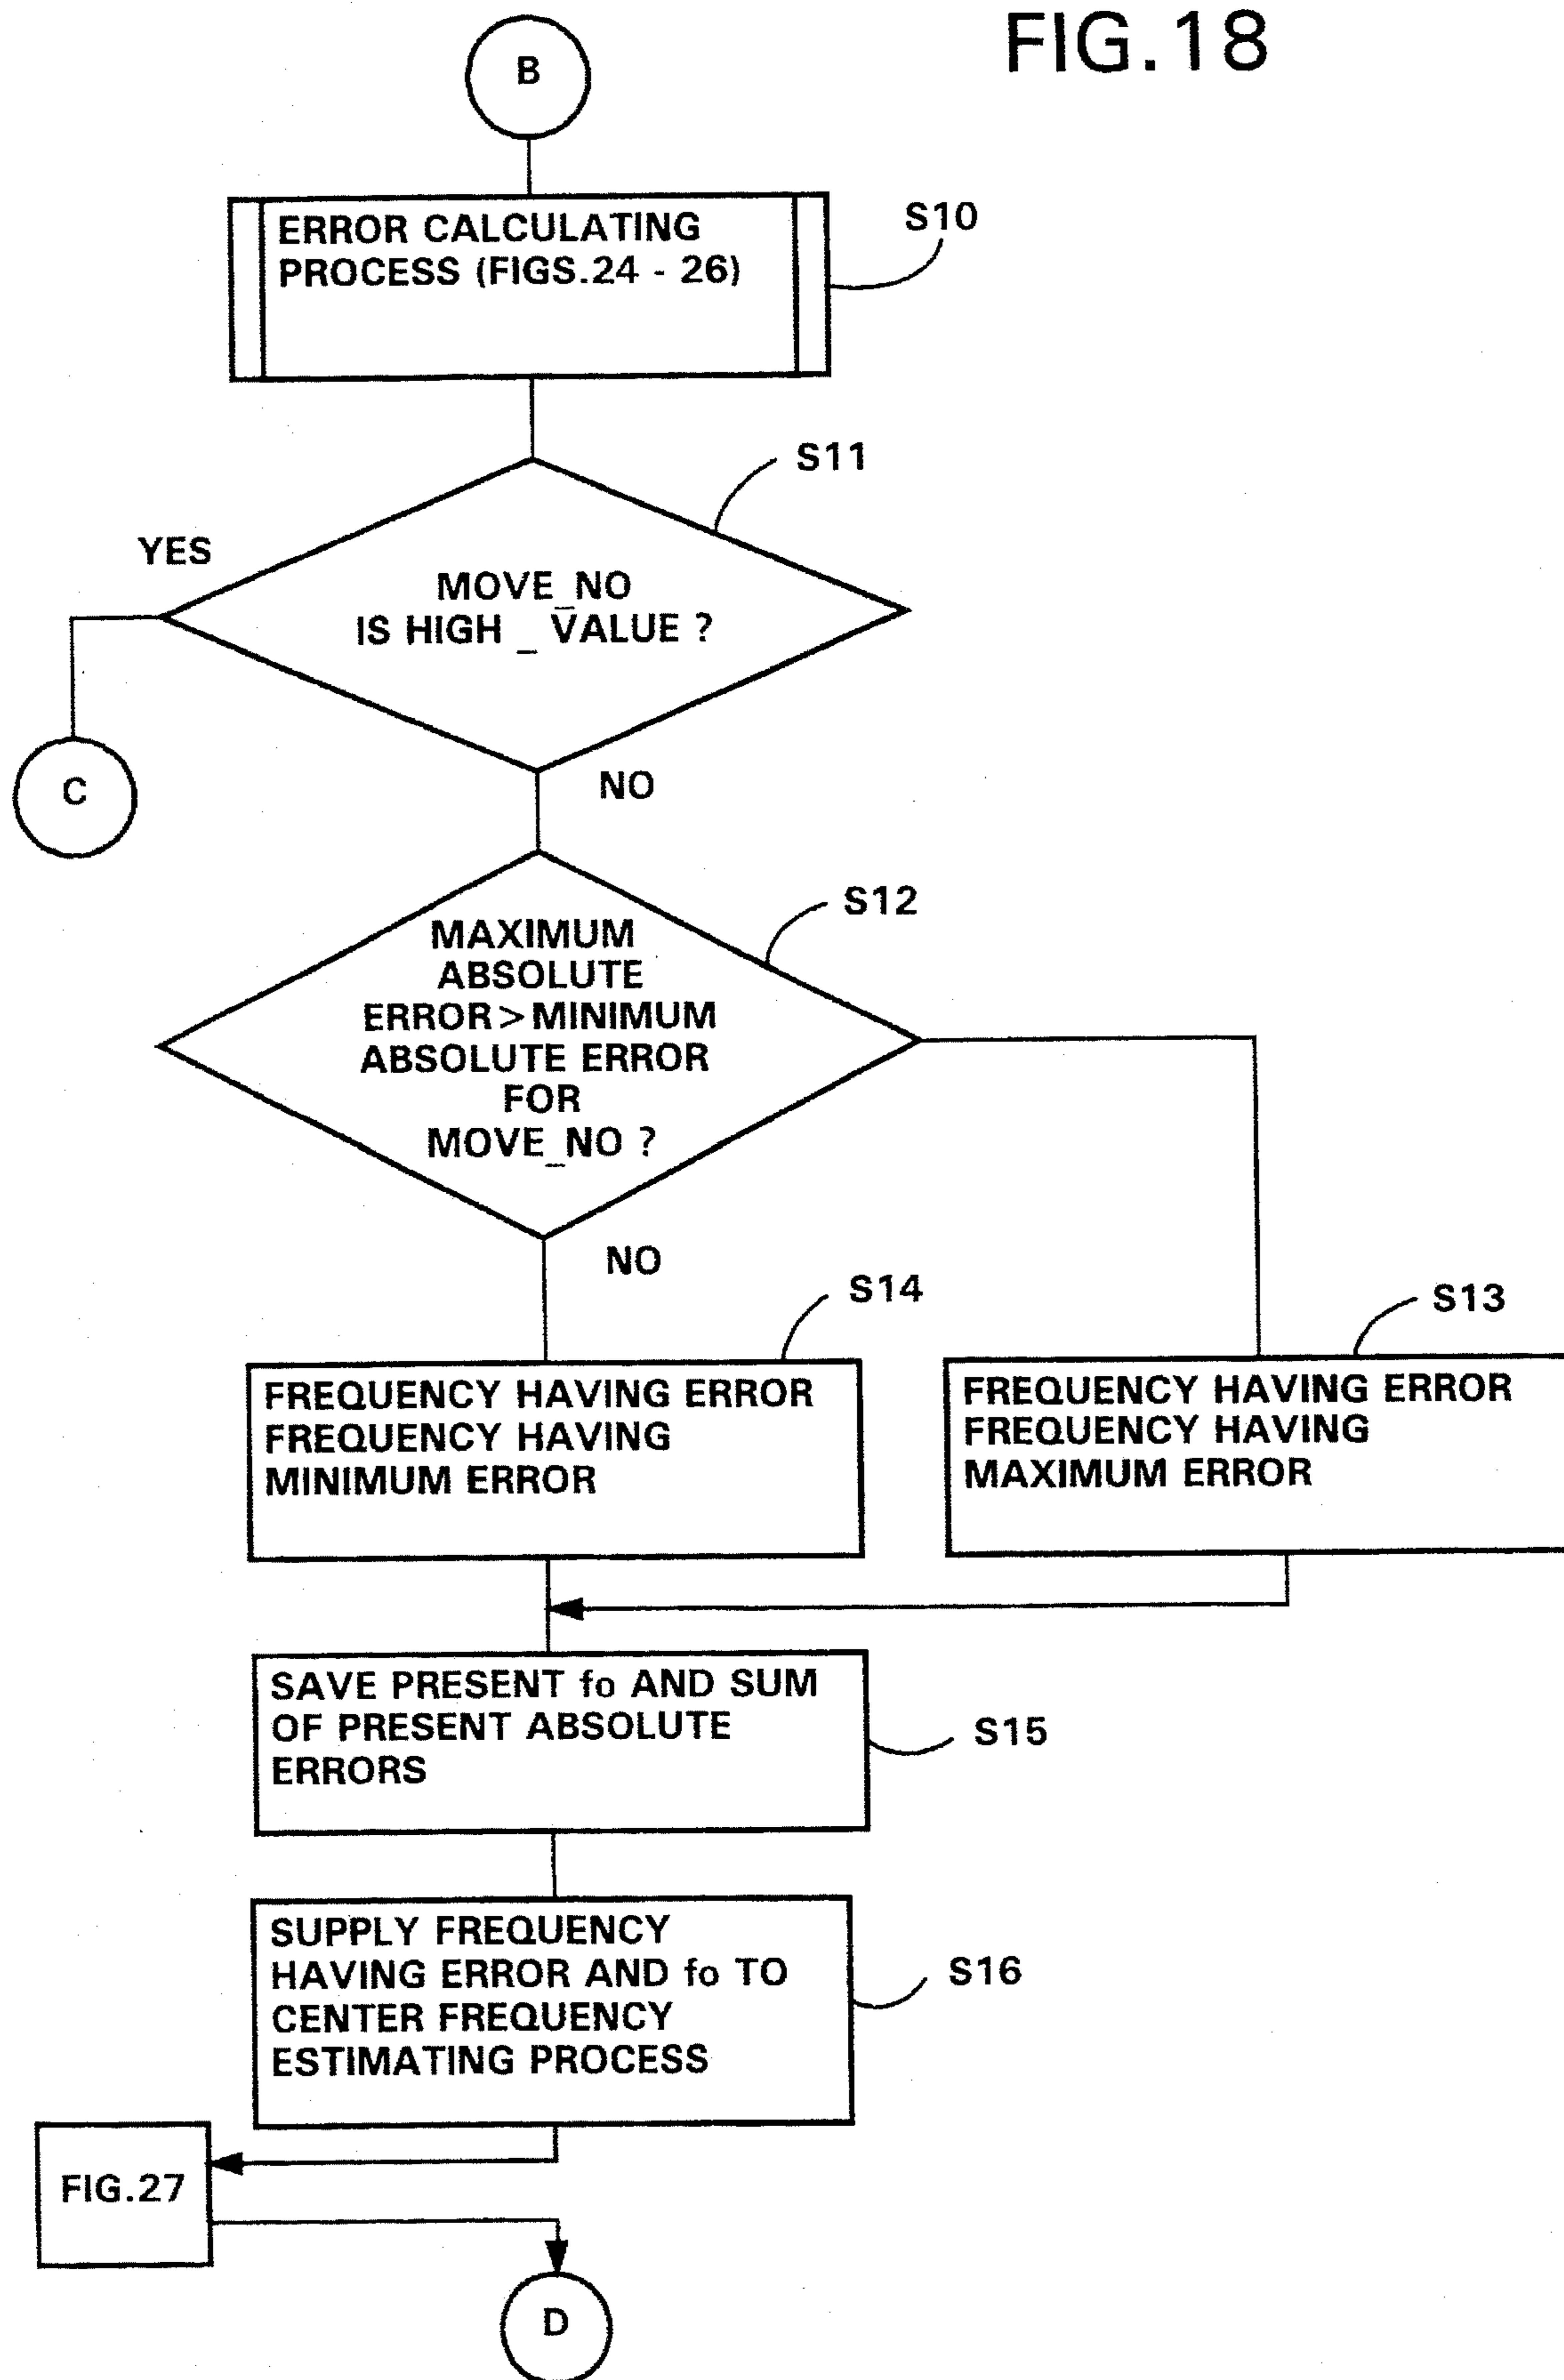 FIG.18
B
ERROR CALCULATING
PROCESS (FIGS.24 - 26)
S10
S11
YES
MOVE_NO
IS HIGH _ VALUE ?
C
NO
S12
MAXIMUM
ABSOLUTE
ERROR>MINIMUM
ABSOLUTE ERROR
FOR
MOVE_NO ?
NO
S14
S13
FREQUENCY HAVING ERROR
FREQUENCY HAVING
MINIMUM ERROR
FREQUENCY HAVING ERROR
FREQUENCY HAVING
MAXIMUM ERROR
SAVE PRESENT fo AND SUM
OF PRESENT ABSOLUTE
ERRORS
S15
SUPPLY FREQUENCY
HAVING ERROR AND fo TO
CENTER FREQUENCY
ESTIMATING PROCESS
S16
FIG.27
D